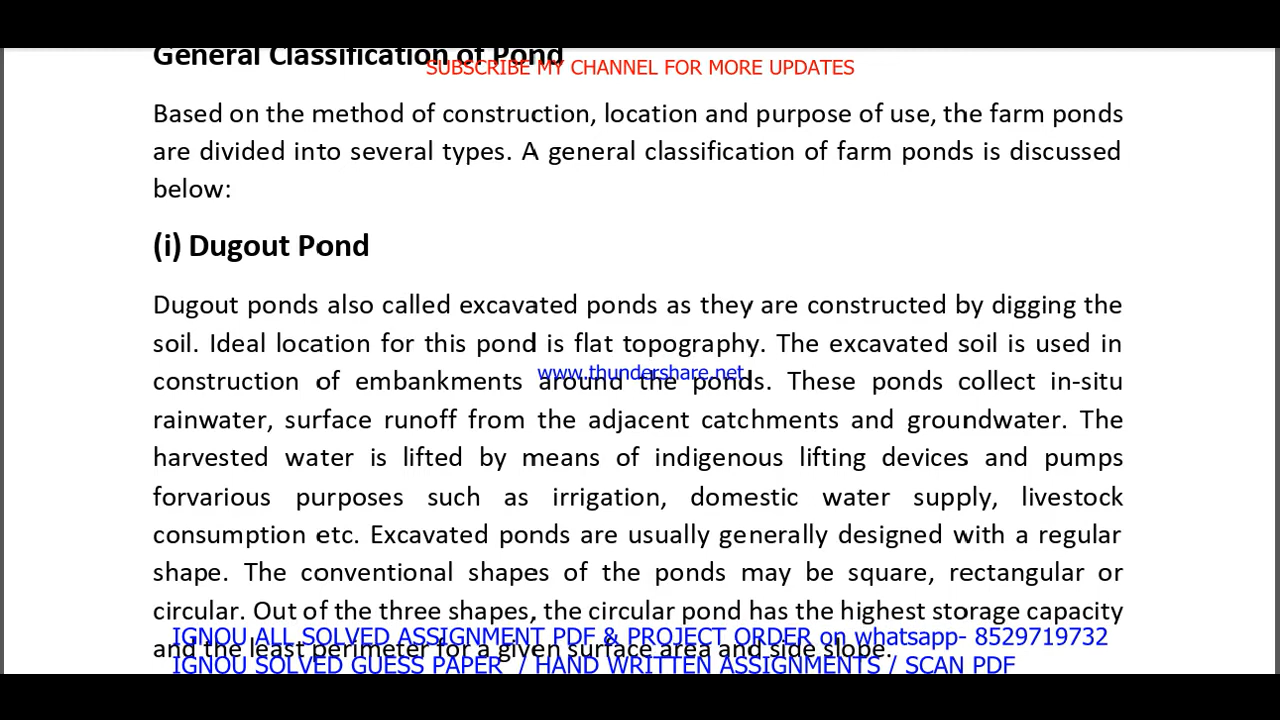 General Classification of Pond
SUBSCRIBE MY CHANNEL FOR MORE UPDATES
Based on the method of construction, location and purpose of use, the farm ponds
are divided into several types. A general classification of farm ponds is discussed
below:
(i) Dugout Pond
Dugout ponds also called excavated ponds as they are constructed by digging the
soil. Ideal location for this pond is flat topography. The excavated soil is used in
www.thundershare.net
construction of embankments around the ponds. These ponds collect in-situ
rainwater, surface runoff from the adjacent catchments and groundwater. The
harvested water is lifted by means of indigenous lifting devices and pumps
forvarious purposes such as irrigation, domestic water supply, livestock
consumption etc. Excavated ponds are usually generally designed with a regular
shape. The conventional shapes of the ponds may be square, rectangular or
circular. Out of the three shapes, the circular pond has the highest storage capacity
IGNOU ALL SOLVED ASSIGNMENT PDF & PROJECT ORDER on whatsapp- 8529719732
and the least perimeter for a given surface area and side slope.
IGNOU SOLVED GUESS PAPER / HAND WRITTEN ASSIGNMENTS / SCAN PDF